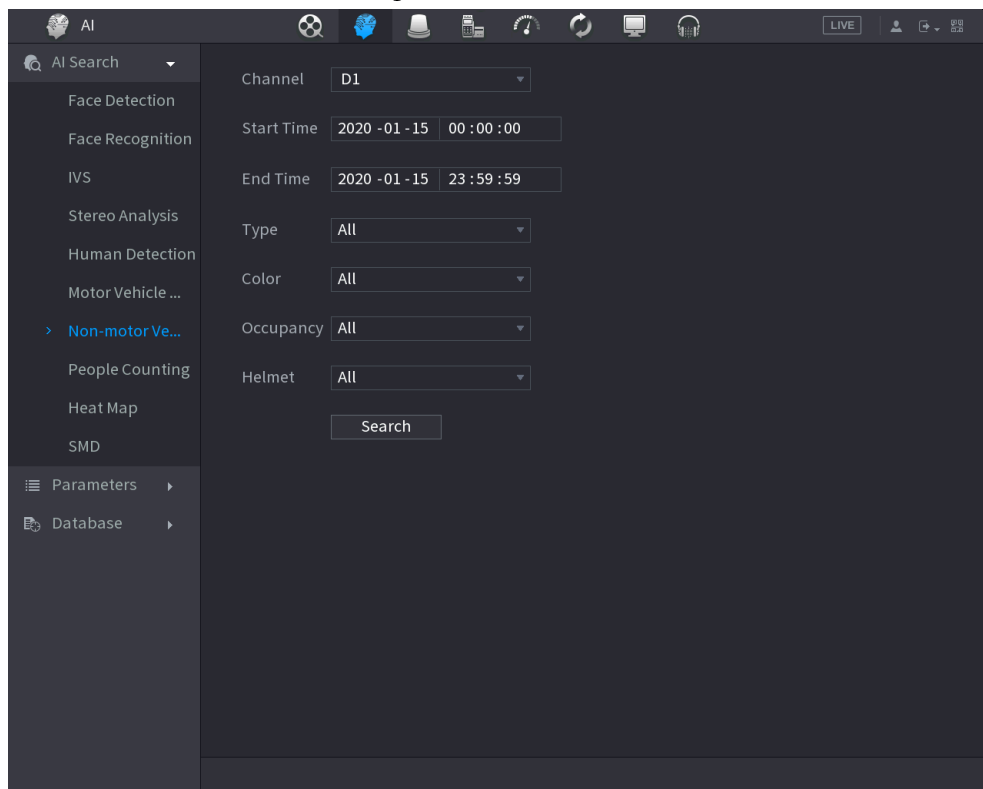 AI
LIVE
AI Search
Face Detection
Face Recognition
IVS
Stereo Analysis
Human Detection
Motor Vehicle ...
Non-motor Ve...
People Counting
Heat Map
SMD
Parameters
Database
Channel D1
Start Time 2020 -01 -15 00 :00 :00
End Time 2020 -01 -15 23 :59 :59
Type All
Color All
Occupancy All
Helmet All
Search